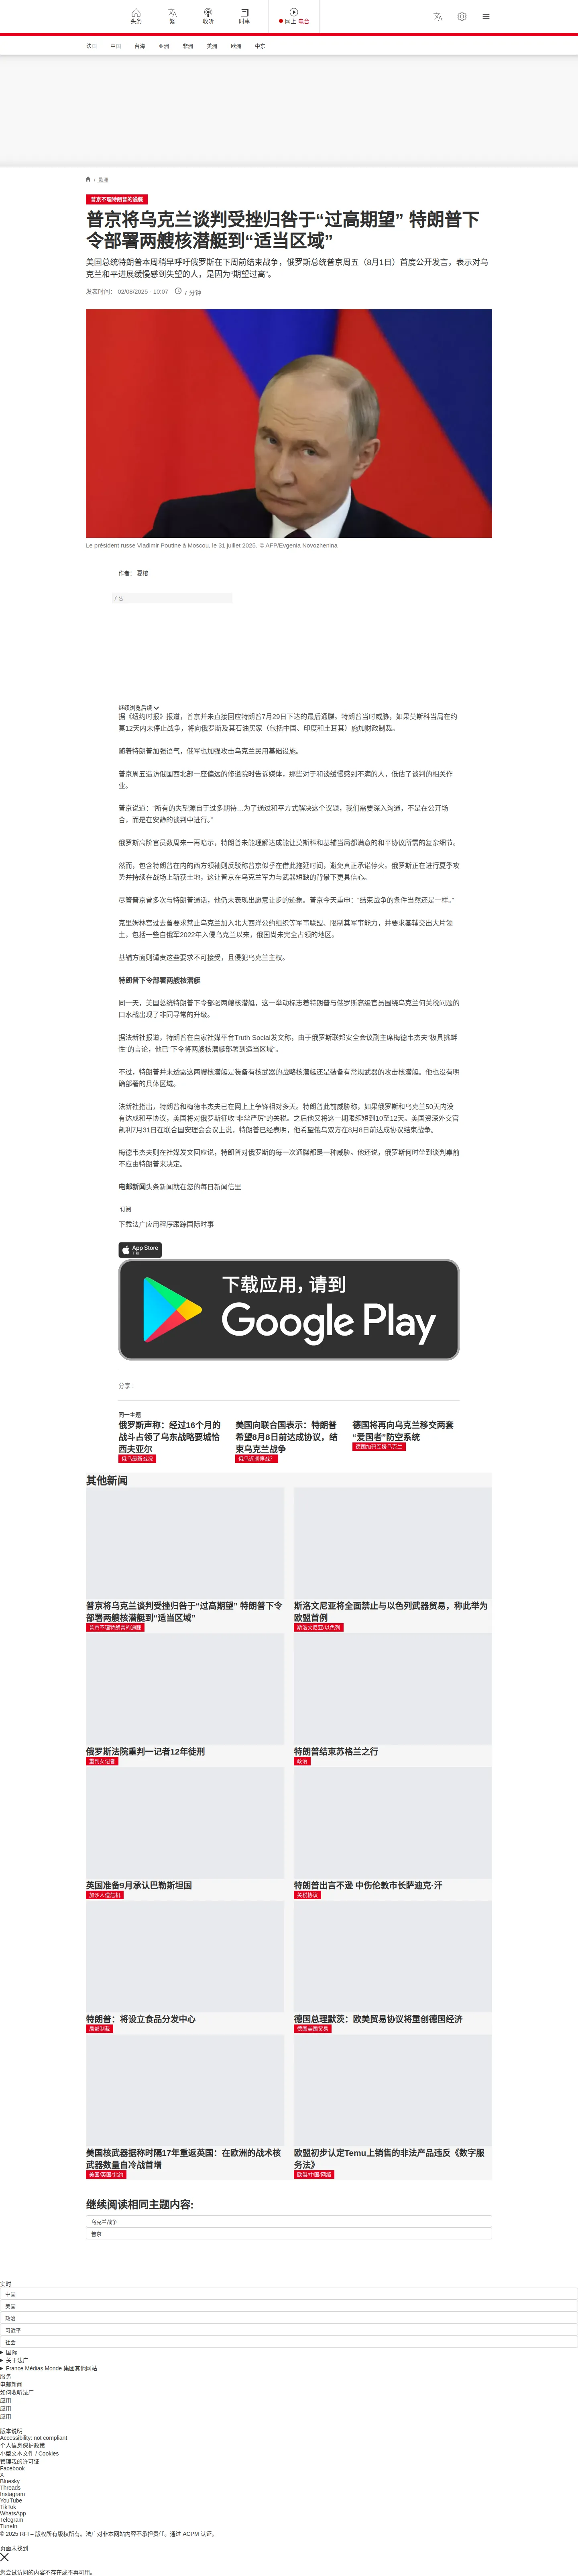 头条
繁
收听
时事
网上 电台
法国
中国
台海
亚洲
非洲
美洲
欧洲
中东
/ 欧洲
普京不理特朗普的通牒
普京将乌克兰谈判受挫归咎于“过高期望” 特朗普下
令部署两艘核潜艇到“适当区域”
美国总统特朗普本周稍早呼吁俄罗斯在下周前结束战争，俄罗斯总统普京周五（8月1日）首度公开发言，表示对乌
克兰和平进展缓慢感到失望的人，是因为“期望过高”。
发表时间： 02/08/2025 - 10:07
7 分钟
Le président russe Vladimir Poutine à Moscou, le 31 juillet 2025. © AFP/Evgenia Novozhenina
作者： 夏榕
广告
继续浏览后续
据《纽约时报》报道，普京并未直接回应特朗普7月29日下达的最后通牒。特朗普当时威胁，如果莫斯科当局在约
莫12天内未停止战争，将向俄罗斯及其石油买家（包括中国、印度和土耳其）施加财政制裁。
随着特朗普加强语气，俄军也加强攻击乌克兰民用基础设施。
普京周五造访俄国西北部一座偏远的修道院时告诉媒体，那些对于和谈缓慢感到不满的人，低估了谈判的相关作
业。
普京说道：“所有的失望源自于过多期待…为了通过和平方式解决这个议题，我们需要深入沟通，不是在公开场
合，而是在安静的谈判中进行。”
俄罗斯高阶官员数周来一再暗示，特朗普未能理解达成能让莫斯科和基辅当局都满意的和平协议所需的复杂细节。
然而，包含特朗普在内的西方领袖则反驳称普京似乎在借此拖延时间，避免真正承诺停火。俄罗斯正在进行夏季攻
势并持续在战场上斩获土地，这让普京在乌克兰军力与武器短缺的背景下更具信心。
尽管普京曾多次与特朗普通话，他仍未表现出愿意让步的迹象。普京今天重申：“结束战争的条件当然还是一样。”
克里姆林宫过去曾要求禁止乌克兰加入北大西洋公约组织等军事联盟、限制其军事能力，并要求基辅交出大片领
土，包括一些自俄军2022年入侵乌克兰以来，俄国尚未完全占领的地区。
基辅方面则谴责这些要求不可接受，且侵犯乌克兰主权。
特朗普下令部署两艘核潜艇
同一天，美国总统特朗普下令部署两艘核潜艇，这一举动标志着特朗普与俄罗斯高级官员围绕乌克兰何关税问题的
口水战出现了非同寻常的升级。
据法新社报道，特朗普在自家社媒平台Truth Social发文称，由于俄罗斯联邦安全会议副主席梅德韦杰夫“极具挑衅
性”的言论，他已“下令将两艘核潜艇部署到适当区域”。
不过，特朗普并未透露这两艘核潜艇是装备有核武器的战略核潜艇还是装备有常规武器的攻击核潜艇。他也没有明
确部署的具体区域。
法新社指出，特朗普和梅德韦杰夫已在网上上争锋相对多天。特朗普此前威胁称，如果俄罗斯和乌克兰50天内没
有达成和平协议，美国将对俄罗斯征收“非常严厉”的关税。之后他又将这一期限缩短到10至12天。美国资深外交官
凯利7月31日在联合国安理会会议上说，特朗普已经表明，他希望俄乌双方在8月8日前达成协议结束战争。
梅德韦杰夫则在社媒发文回应说，特朗普对俄罗斯的每一次通牒都是一种威胁。他还说，俄罗斯何时坐到谈判桌前
不应由特朗普来决定。
电邮新闻头条新闻就在您的每日新闻信里
订阅
下载法广应用程序跟踪国际时事
App Store
下载
下载应用，请到
Google Play
分享 :
同一主题
俄罗斯声称：经过16个月的
战斗占领了乌东战略要城恰
西夫亚尔
俄乌最新战况
美国向联合国表示：特朗普
希望8月8日前达成协议，结
束乌克兰战争
俄乌近期停战？
德国将再向乌克兰移交两套
“爱国者”防空系统
德国加码军援乌克兰
其他新闻
普京将乌克兰谈判受挫归咎于“过高期望” 特朗普下令
部署两艘核潜艇到“适当区域”
普京不理特朗普的通牒
斯洛文尼亚将全面禁止与以色列武器贸易，称此举为
欧盟首例
斯洛文尼亚/以色列
俄罗斯法院重判一记者12年徒刑
重判女记者
特朗普结束苏格兰之行
政治
英国准备9月承认巴勒斯坦国
加沙人道危机
特朗普出言不逊 中伤伦敦市长萨迪克·汗
关税协议
特朗普：将设立食品分发中心
后部制裁
德国总理默茨：欧美贸易协议将重创德国经济
德国美国贸易
美国核武器据称时隔17年重返英国：在欧洲的战术核
武器数量自冷战首增
美国/英国/北约
欧盟初步认定Temu上销售的非法产品违反《数字服
务法》
欧盟/中国/网络
继续阅读相同主题内容:
乌克兰战争
普京
实时
中国
美国
政治
习近平
社会
国际
关于法广
France Médias Monde 集团其他网站
服务
电邮新闻
如何收听法广
应用
应用
应用
版本说明
Accessibility: not compliant
个人信息保护政策
小型文本文件 / Cookies
管理我的许可证
Facebook
X
Bluesky
Threads
Instagram
YouTube
TikTok
WhatsApp
Telegram
TuneIn
© 2025 RFI – 版权所有版权所有。法广对非本网站内容不承担责任。通过 ACPM 认证。
页面未找到
您尝试访问的内容不存在或不再可用。